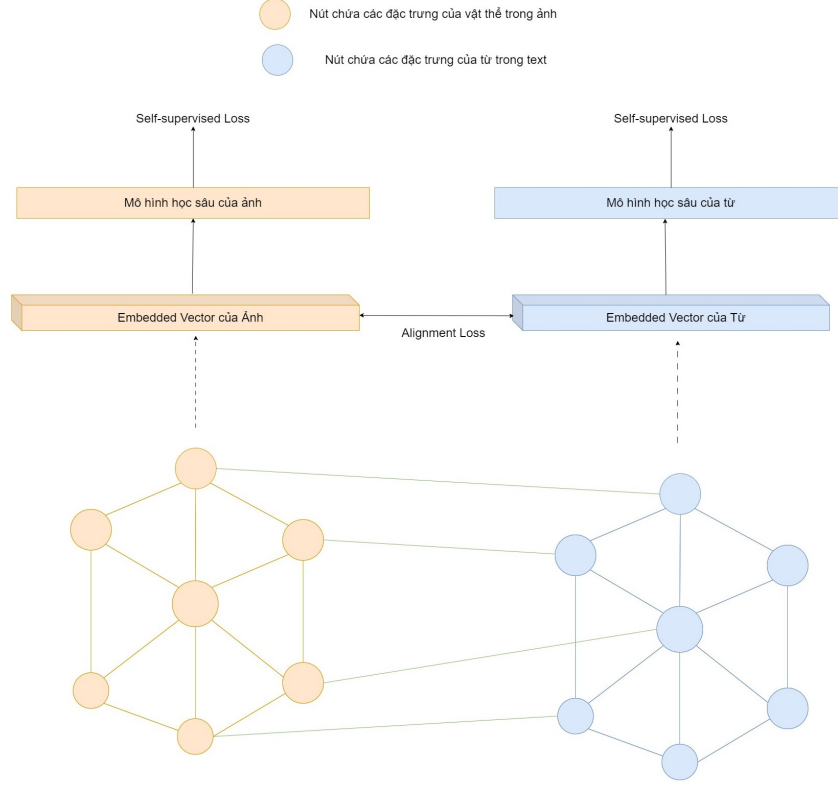 Nút chứa các đặc trưng của vật thể trong ảnh
Nút chứa các đặc trưng của từ trong text
Self-supervised Loss
Self-supervised Loss
Mô hình học sâu của ảnh
Mô hình học sâu của từ
Embedded Vector của Ảnh
Embedded Vector của Từ
Alignment Loss